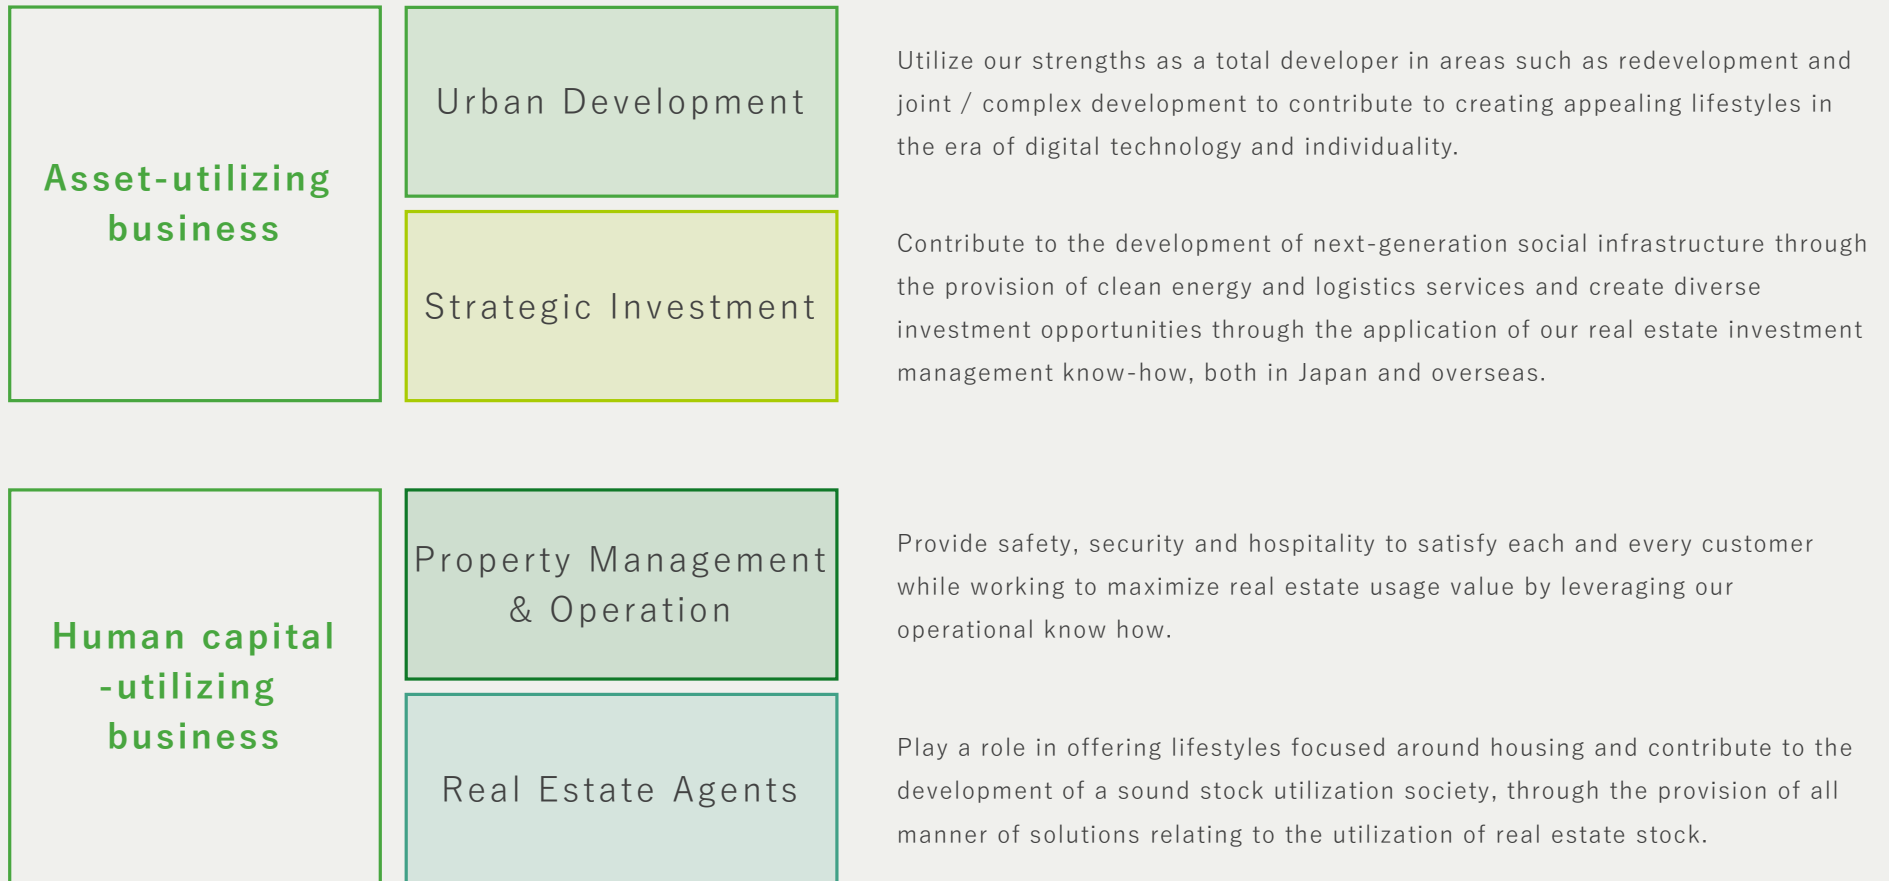 Asset-utilizing
business
Urban Development
Utilize our strengths as a total developer in areas such as redevelopment and
joint / complex development to contribute to creating appealing lifestyles in
the era of digital technology and individuality.
Strategic Investment
Contribute to the development of next-generation social infrastructure through
the provision of clean energy and logistics services and create diverse
investment opportunities through the application of our real estate investment
management know-how, both in Japan and overseas.
Human capital
-utilizing
business
Property Management
& Operation
Provide safety, security and hospitality to satisfy each and every customer
while working to maximize real estate usage value by leveraging our
operational know how.
Real Estate Agents
Play a role in offering lifestyles focused around housing and contribute to the
development of a sound stock utilization society, through the provision of all
manner of solutions relating to the utilization of real estate stock.